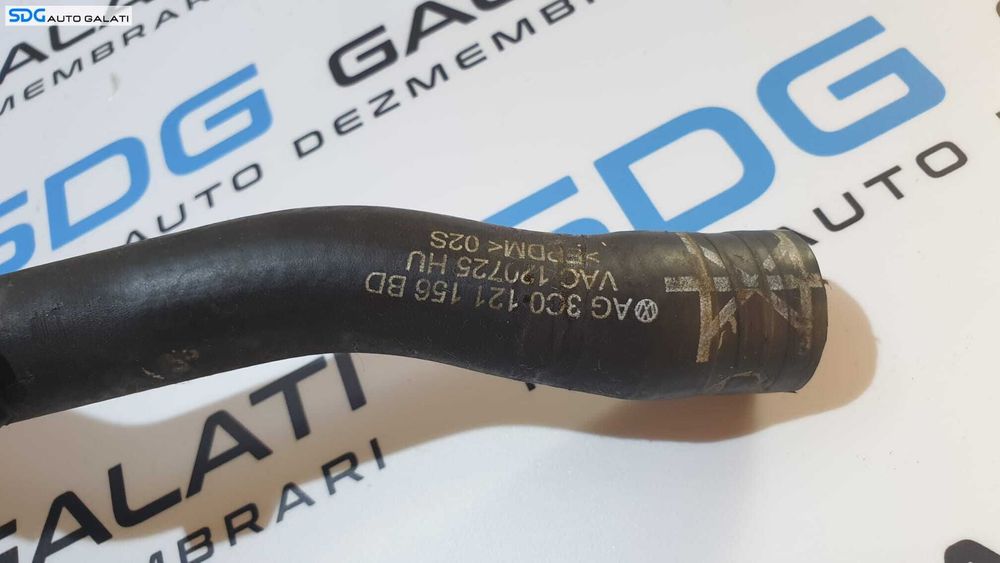 SDG AUTO GALATI
GALATI
DEZMEMBRARI
SDG
AUTO
SDG
AUTO
GALATI
DEZMEMBRARI
AG 3C0 121 156 BD
VAC 120725 HU
>EPDM< 02S